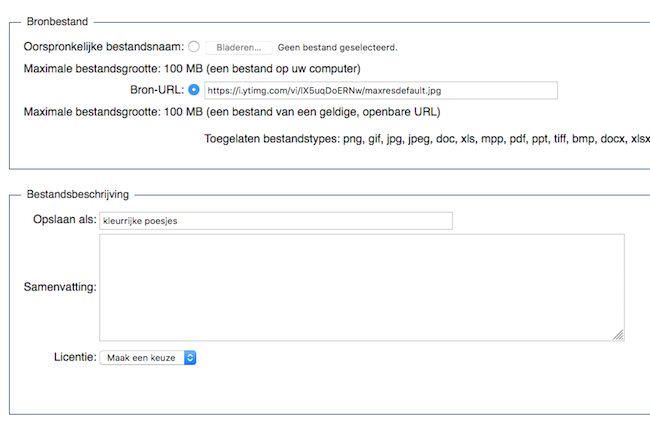 Bronbestand
Oorspronkelijke bestandsnaam: Bladeren... Geen bestand geselecteerd.
Maximale bestandsgrootte: 100 MB (een bestand op uw computer)
Bron-URL: https://i.ytimg.com/vi/lX5uqDoERNw/maxresdefault.jpg
Maximale bestandsgrootte: 100 MB (een bestand van een geldige, openbare URL)
Toegelaten bestandstypes: png, gif, jpg, jpeg, doc, xls, mpp, pdf, ppt, tiff, bmp, docx, xlsx
Bestandsbeschrijving
Opslaan als: kleurrijke poesjes
Samenvatting:
Licentie: Maak een keuze